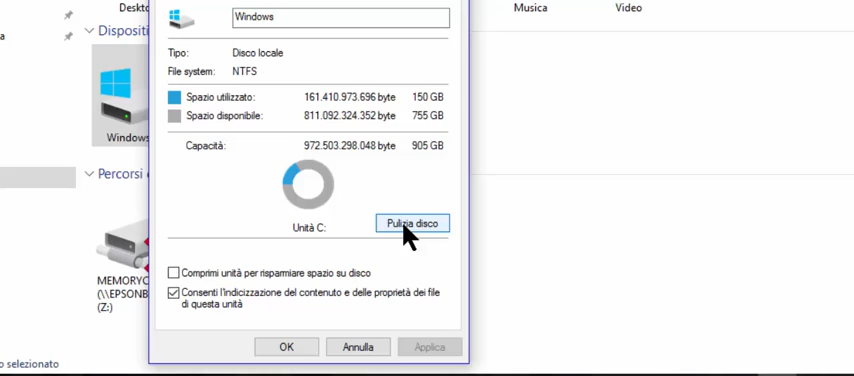 Deskto
Musica
Video
a
Dispositi
Windows
Windows
Tipo: Disco locale
File system: NTFS
Spazio utilizzato: 161.410.973.696 byte 150 GB
Spazio disponibile: 811.092.324.352 byte 755 GB
Capacità: 972.503.298.048 byte 905 GB
Percorsi
Unità C:
Pulizia disco
Comprimi unità per risparmiare spazio su disco
MEMORYC
Consenti l'indicizzazione del contenuto e delle proprietà dei file
(\\EPSONB
di questa unità
(Z:)
OK
Annulla
Applica
o selezionato